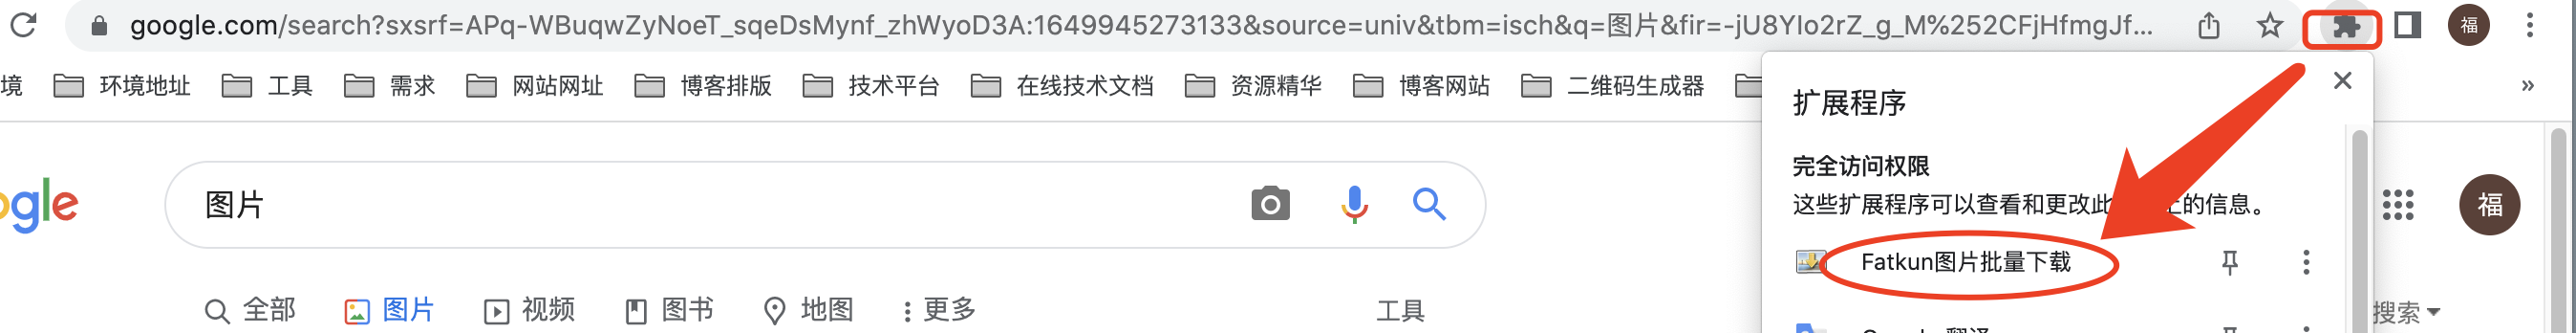 google.com/search?sxsrf=APq-WBuqwZyNoeT_sqeDsMynf_zhWyoD3A:1649945273133&source=univ&tbm=isch&q=图片&fir=-jU8YIo2rZ_g_M%252CFjHfmgJf... 福
境 环境地址 工具 需求 网站网址 博客排版 技术平台 在线技术文档 资源精华 博客网站 二维码生成器 »
扩展程序
完全访问权限
这些扩展程序可以查看和更改此 上的信息。
Fatkun图片批量下载
ogle 图片 福
全部 图片 视频 图书 地图 更多 工具 搜索